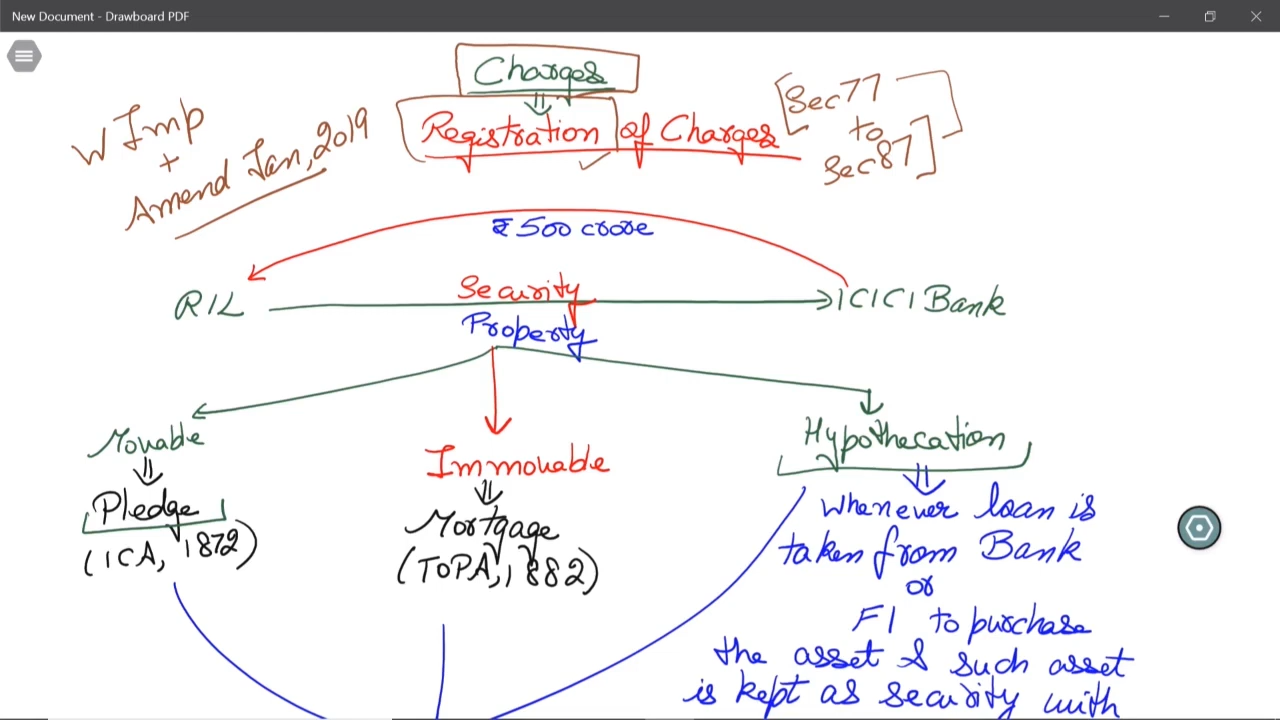 New Document - Drawboard PDF
Charges
Registration of Charges
[Sec 77
to
Sec 87]
V Imp
+
Amend Jan, 2019
₹ 500 crore
RIL
Security
ICICI Bank
Property
Movable
Immovable
Hypothecation
Pledge
(ICA, 1872)
Mortgage
(TOPA, 1882)
Whenever loan is
taken from Bank
or
FI to purchase
the asset & such asset
is kept as security with